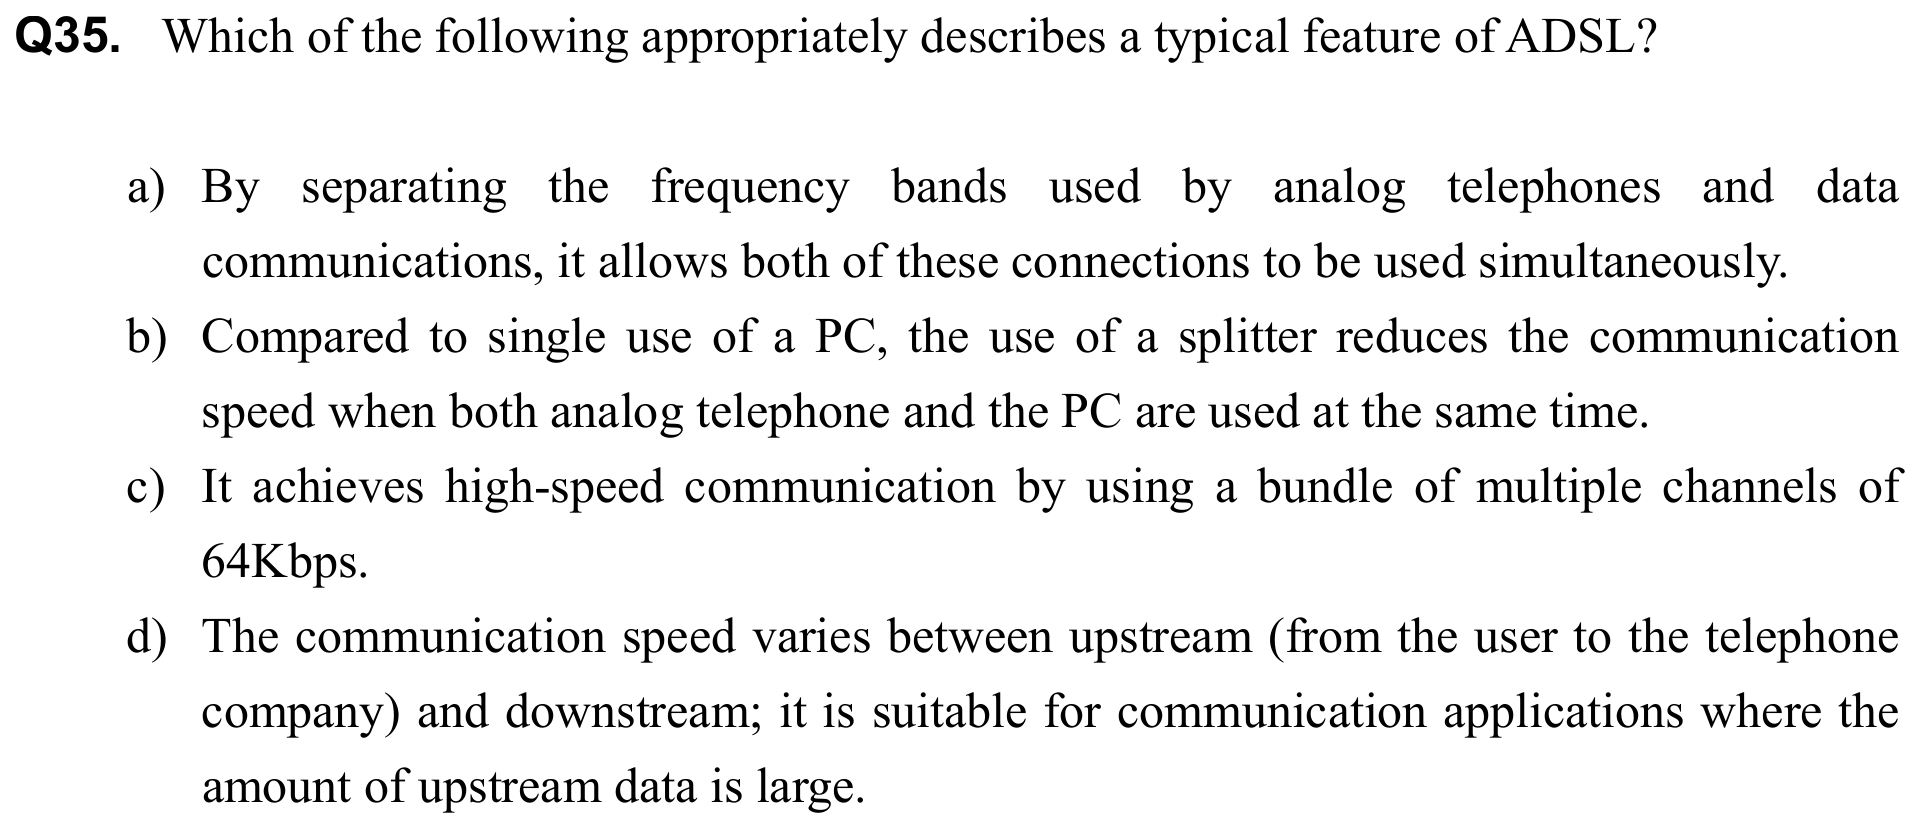 Q35. Which of the following appropriately describes a typical feature of ADSL?
a) By separating the frequency bands used by analog telephones and data
communications, it allows both of these connections to be used simultaneously.
b) Compared to single use of a PC, the use of a splitter reduces the communication
speed when both analog telephone and the PC are used at the same time.
c) It achieves high-speed communication by using a bundle of multiple channels of
64Kbps.
d) The communication speed varies between upstream (from the user to the telephone
company) and downstream; it is suitable for communication applications where the
amount of upstream data is large.